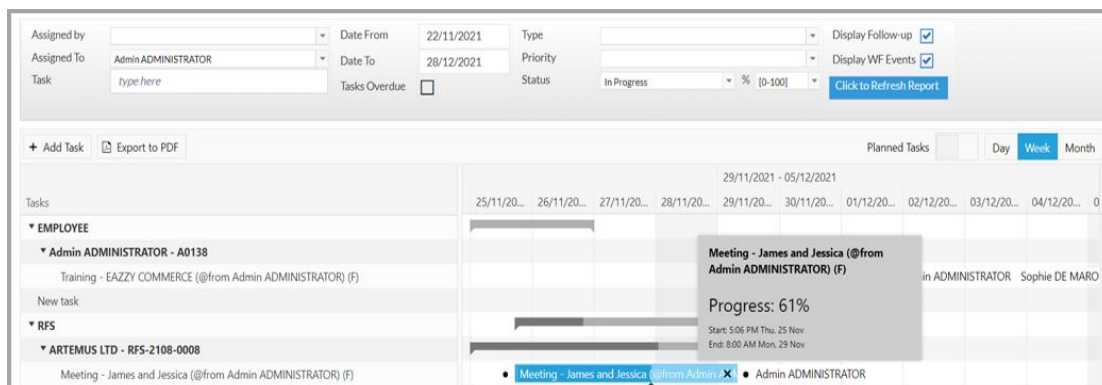 Assigned by Date From 22/11/2021 Type Display Follow-up
Assigned To Admin ADMINISTRATOR Date To 28/12/2021 Priority Display WF Events
Task type here Tasks Overdue Status In Progress % [0-100] Click to Refresh Report
+ Add Task Export to PDF Planned Tasks Day Week Month
29/11/2021 - 05/12/2021
Tasks 25/11/20... 26/11/20... 27/11/20... 28/11/20... 29/11/20... 30/11/20... 01/12/20... 02/12/20... 03/12/20... 04/12/20... 0
EMPLOYEE
Admin ADMINISTRATOR - A0138
Training - EAZZY COMMERCE (@from Admin ADMINISTRATOR) (F) in ADMINISTRATOR Sophie DE MARO
New task
RFS
ARTEMUS LTD - RFS-2108-0008
Meeting - James and Jessica (@from Admin ADMINISTRATOR) (F) Meeting - James and Jessica (@from Admin X Admin ADMINISTRATOR
Meeting - James and Jessica (@from
Admin ADMINISTRATOR) (F)
Progress: 61%
Start: 5:06 PM Thu, 25 Nov
End: 8:00 AM Mon, 29 Nov